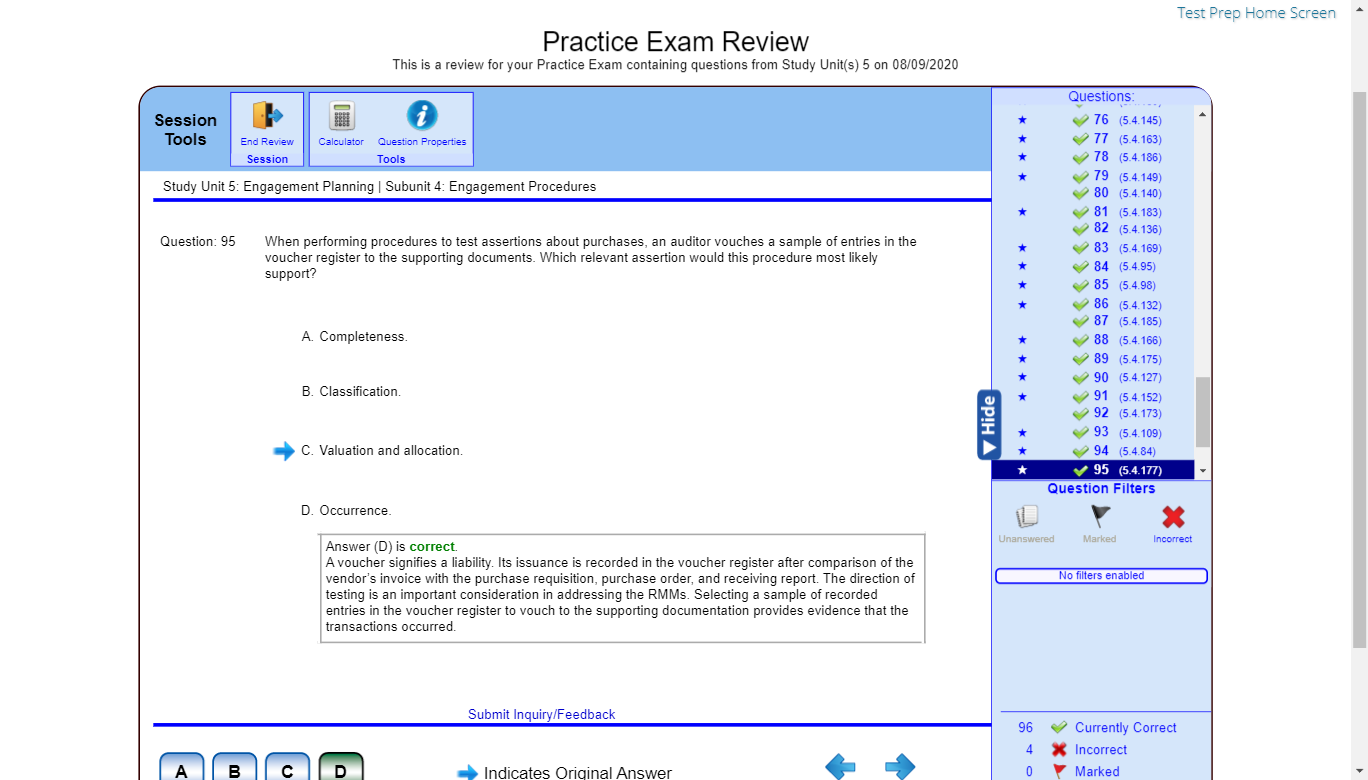 Test Prep Home Screen
Practice Exam Review
This is a review for your Practice Exam containing questions from Study Unit(s) 5 on 08/09/2020
Session Tools
End Review
Session
Calculator
Question Properties
Tools
Study Unit 5: Engagement Planning | Subunit 4: Engagement Procedures
Question: 95
When performing procedures to test assertions about purchases, an auditor vouches a sample of entries in the
voucher register to the supporting documents. Which relevant assertion would this procedure most likely
support?
A. Completeness.
B. Classification.
C. Valuation and allocation.
D. Occurrence.
Answer (D) is correct.
A voucher signifies a liability. Its issuance is recorded in the voucher register after comparison of the
vendor's invoice with the purchase requisition, purchase order, and receiving report. The direction of
testing is an important consideration in addressing the RMMs. Selecting a sample of recorded
entries in the voucher register to vouch to the supporting documentation provides evidence that the
transactions occurred.
Submit Inquiry/Feedback
A B C D
Indicates Original Answer
Questions:
76 (5.4.145)
77 (5.4.163)
78 (5.4.186)
79 (5.4.149)
80 (5.4.140)
81 (5.4.183)
82 (5.4.136)
83 (5.4.169)
84 (5.4.95)
85 (5.4.98)
86 (5.4.132)
87 (5.4.185)
88 (5.4.166)
89 (5.4.175)
90 (5.4.127)
91 (5.4.152)
92 (5.4.173)
93 (5.4.109)
94 (5.4.84)
95 (5.4.177)
Hide
Question Filters
Unanswered
Marked
Incorrect
No filters enabled
96 Currently Correct
4 Incorrect
0 Marked